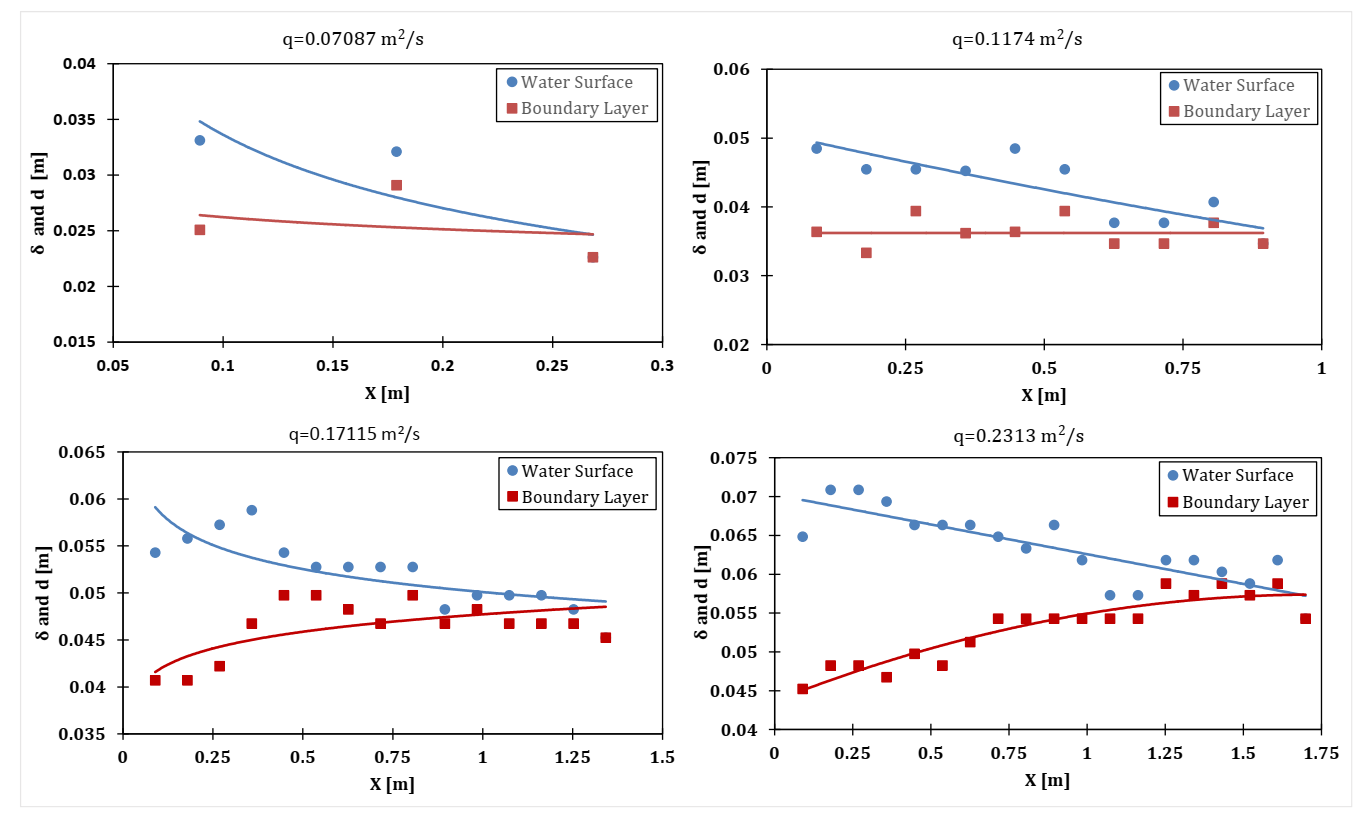 q=0.07087 m²/s
0.04
0.035
0.03
0.025
0.02
0.015
δ and d [m]
Water Surface
Boundary Layer
0.05 0.1 0.15 0.2 0.25 0.3
X [m]
q=0.1174 m²/s
0.06
0.05
0.04
0.03
0.02
δ and d [m]
Water Surface
Boundary Layer
0 0.25 0.5 0.75 1
X [m]
q=0.17115 m²/s
0.065
0.06
0.055
0.05
0.045
0.04
0.035
δ and d [m]
Water Surface
Boundary Layer
0 0.25 0.5 0.75 1 1.25 1.5
X [m]
q=0.2313 m²/s
0.075
0.07
0.065
0.06
0.055
0.05
0.045
0.04
δ and d [m]
Water Surface
Boundary Layer
0 0.25 0.5 0.75 1 1.25 1.5 1.75
X [m]